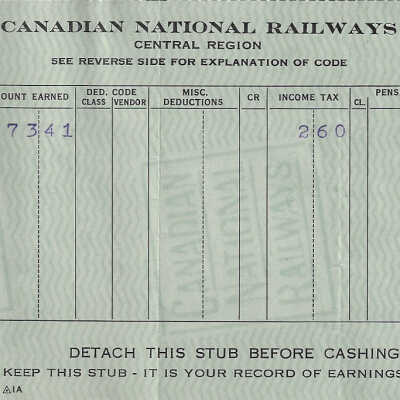 CANADIAN NATIONAL RAILWAYS
CENTRAL REGION
SEE REVERSE SIDE FOR EXPLANATION OF CODE
OUNT EARNED DED. CODE CLASS VENDOR MISC. DEDUCTIONS CR INCOME TAX CL. PENS
7341 260
CANADIAN
NATIONAL
RAILWAYS
DETACH THIS STUB BEFORE CASHING
KEEP THIS STUB - IT IS YOUR RECORD OF EARNINGS
1A